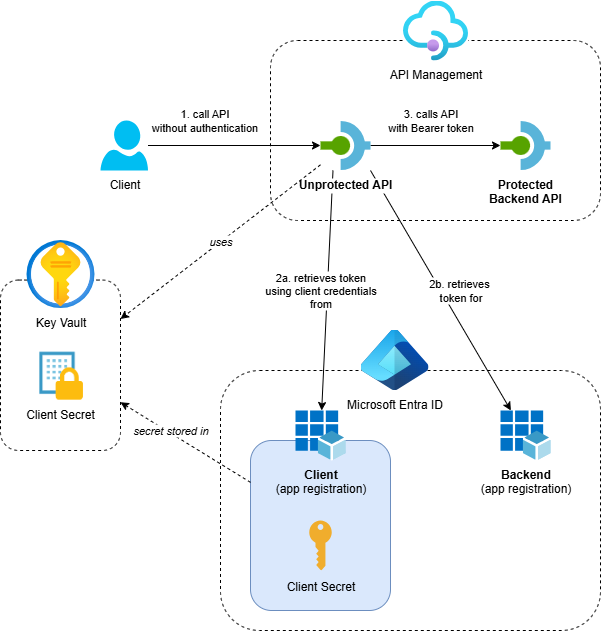 API Management
1. call API
without authentication
3. calls API
with Bearer token
Client
Unprotected API
Protected
Backend API
uses
2a. retrieves token
using client credentials
from
2b. retrieves
token for
Key Vault
Client Secret
Microsoft Entra ID
secret stored in
Client
(app registration)
Backend
(app registration)
Client Secret